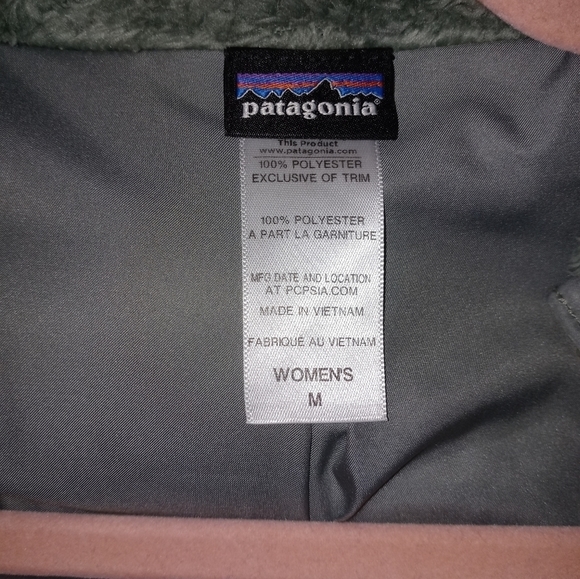 patagonia®
This Product
www.patagonia.com
100% POLYESTER
EXCLUSIVE OF TRIM
100% POLYESTER
A PART LA GARNITURE
MFG.DATE AND LOCATION
AT PCPSIA.COM
MADE IN VIETNAM
FABRIQUÉ AU VIETNAM
WOMEN'S
M